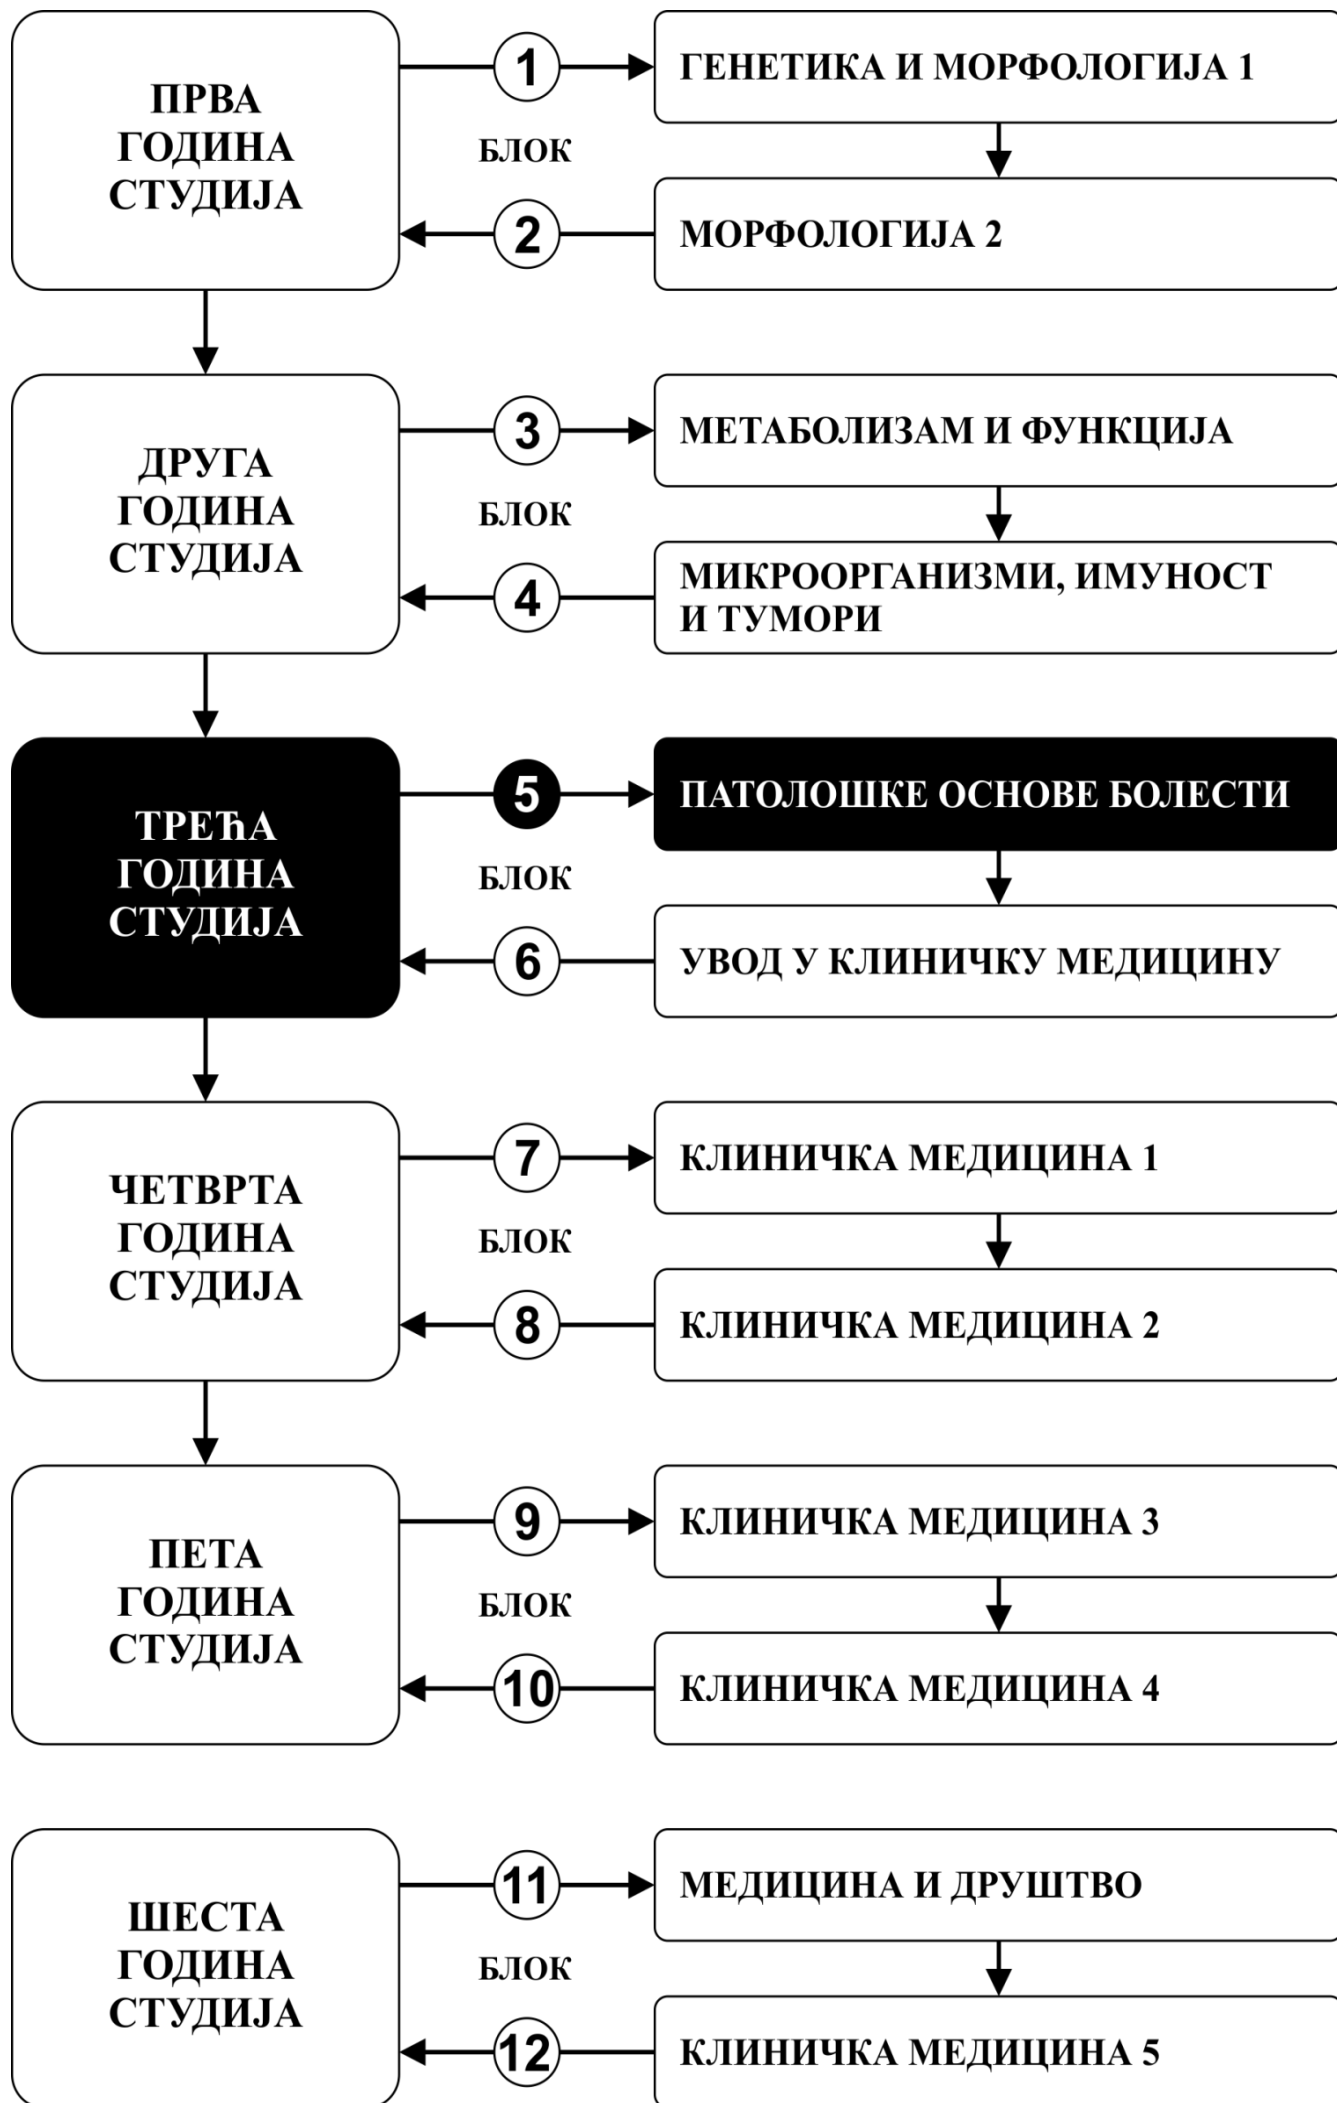 ПРВА
ГОДИНА
СТУДИЈА
1
БЛОК
2
ГЕНЕТИКА И МОРФОЛОГИЈА 1
МОРФОЛОГИЈА 2
ДРУГА
ГОДИНА
СТУДИЈА
3
БЛОК
4
МЕТАБОЛИЗАМ И ФУНКЦИЈА
МИКРООРГАНИЗМИ, ИМУНОСТ
И ТУМОРИ
ТРЕЋА
ГОДИНА
СТУДИЈА
5
БЛОК
6
ПАТОЛОШКЕ ОСНОВЕ БОЛЕСТИ
УВОД У КЛИНИЧКУ МЕДИЦИНУ
ЧЕТВРТА
ГОДИНА
СТУДИЈА
7
БЛОК
8
КЛИНИЧКА МЕДИЦИНА 1
КЛИНИЧКА МЕДИЦИНА 2
ПЕТА
ГОДИНА
СТУДИЈА
9
БЛОК
10
КЛИНИЧКА МЕДИЦИНА 3
КЛИНИЧКА МЕДИЦИНА 4
ШЕСТА
ГОДИНА
СТУДИЈА
11
БЛОК
12
МЕДИЦИНА И ДРУШТВО
КЛИНИЧКА МЕДИЦИНА 5